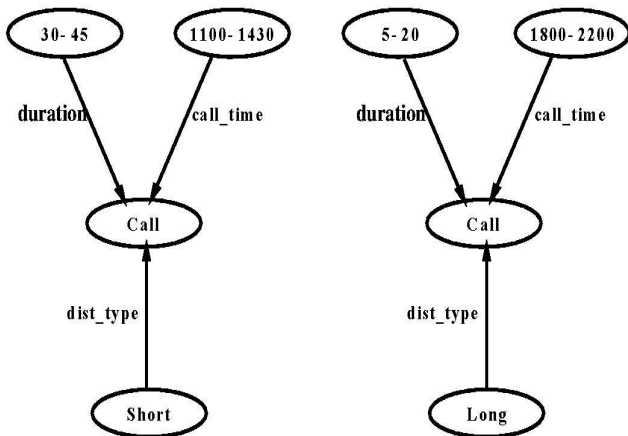 30-45
1100-1430
5-20
1800-2200
duration
call_time
duration
call_time
Call
Call
dist_type
dist_type
Short
Long